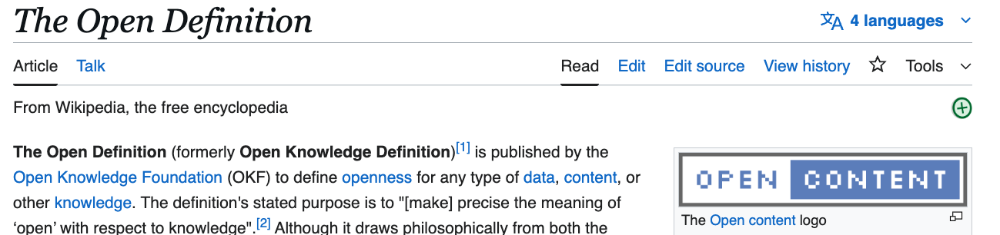 The Open Definition
4 languages
Article Talk Read Edit Edit source View history Tools
From Wikipedia, the free encyclopedia
The Open Definition (formerly Open Knowledge Definition)[1] is published by the
Open Knowledge Foundation (OKF) to define openness for any type of data, content, or
other knowledge. The definition's stated purpose is to "[make] precise the meaning of
‘open’ with respect to knowledge".[2] Although it draws philosophically from both the
OPEN CONTENT
The Open content logo